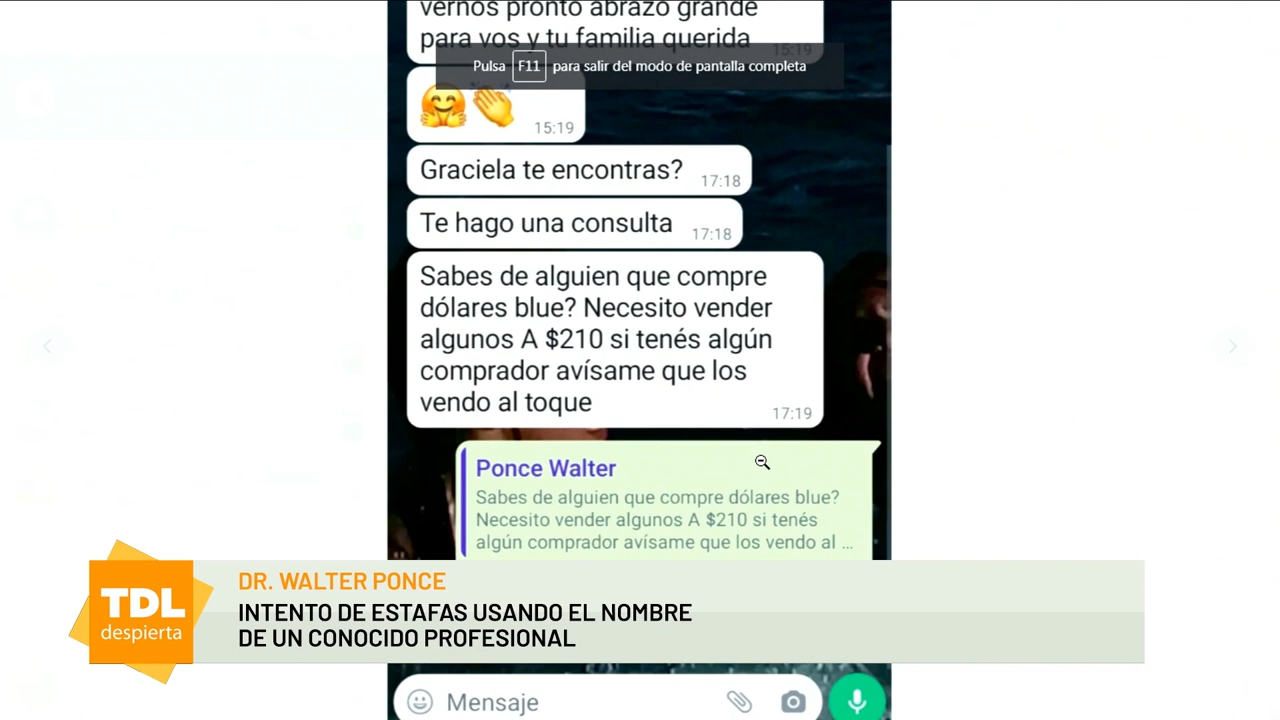 vernos pronto abrazo grande
para vos y tu familia querida
15:19
Pulsa F11 para salir del modo de pantalla completa
15:19
Graciela te encontras?
17:18
Te hago una consulta
17:18
Sabes de alguien que compre
dólares blue? Necesito vender
algunos A $210 si tenés algún
comprador avísame que los
vendo al toque
17:19
Ponce Walter
Sabes de alguien que compre dólares blue?
Necesito vender algunos A $210 si tenés
algún comprador avísame que los vendo al ...
TDL
despierta
DR. WALTER PONCE
INTENTO DE ESTAFAS USANDO EL NOMBRE
DE UN CONOCIDO PROFESIONAL
Mensaje